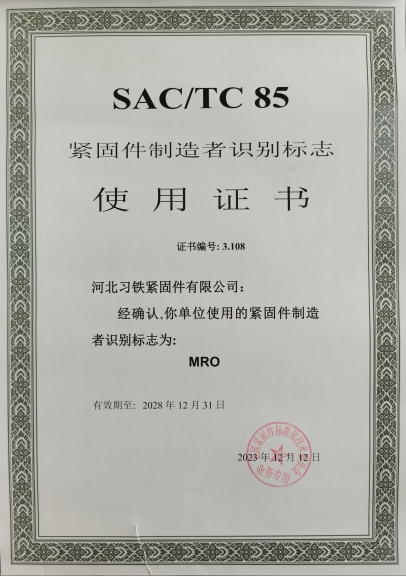 SAC/TC 85
紧固件制造者识别标志
使用证书
证书编号: 3.108
河北习铁紧固件有限公司:
经确认,你单位使用的紧固件制造
者识别标志为:
MRO
有效期至: 2028 年 12 月 31 日
2023 年 12 月 12 日
业务专用